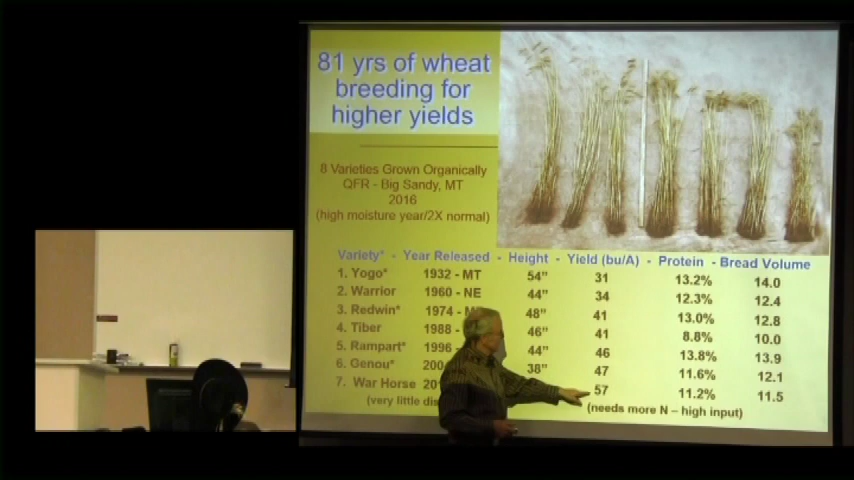 81 yrs of wheat
breeding for
higher yields
8 Varieties Grown Organically
QFR - Big Sandy, MT
2016
(high moisture year/2X normal)
Variety* - Year Released - Height - Yield (bu/A) - Protein - Bread Volume
1. Yogo* 1932 - MT 54" 31 13.2% 14.0
2. Warrior 1960 - NE 44" 34 12.3% 12.4
3. Redwin* 1974 - 48" 41 13.0% 12.8
4. Tiber 1988 - 46" 41 8.8% 10.0
5. Rampart* 1996 44" 46 13.8% 13.9
6. Genou* 38" 47 11.6% 12.1
7. War Horse 57 11.2% 11.5
(very little
(needs more N – high input)